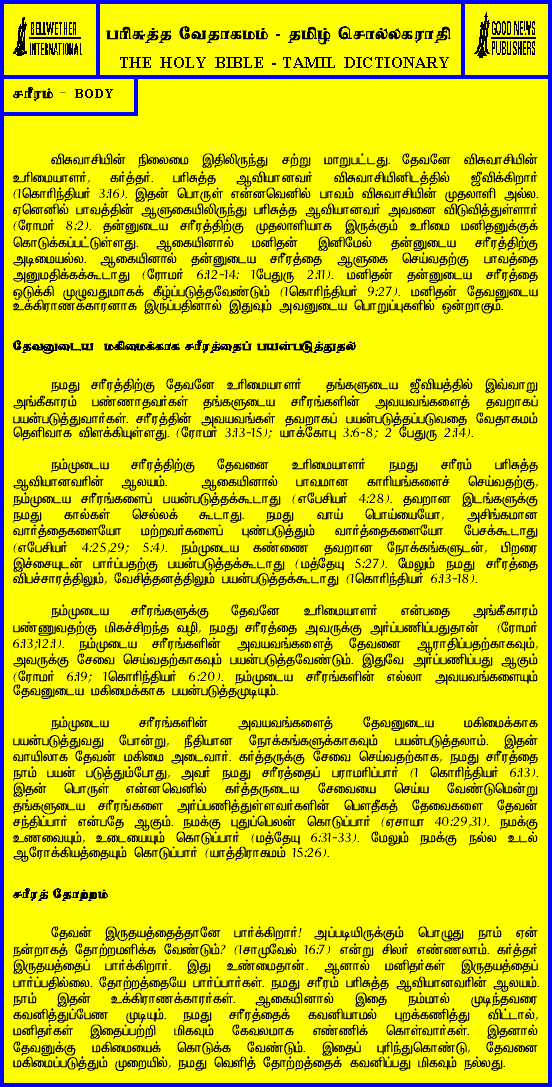 BELLWETHER
INTERNATIONAL
பரிசுத்த வேதாகமம் - தமிழ் சொல்லகராதி
THE HOLY BIBLE - TAMIL DICTIONARY
GOOD NEWS
PUBLISHERS
சரீரம் - BODY
விசுவாசியின் நிலைமை இதிலிருந்து சற்று மாறுபட்டது. தேவனே விசுவாசியின்
உரிமையாளர், கர்த்தர். பரிசுத்த ஆவியானவர் விசுவாசியினிடத்தில் ஜீவிக்கிறார்
(1கொரிந்தியர் 3:16). இதன் பொருள் என்னவெனில் பாவம் விசுவாசியின் முதலாளி அல்ல.
ஏனெனில் பாவத்தின் ஆளுகையிலிருந்து பரிசுத்த ஆவியானவர் அவனை விடுவித்துள்ளார்
(ரோமர் 8:2). தன்னுடைய சரீரத்திற்கு முதலாளியாக இருக்கும் உரிமை மனிதனுக்குக்
கொடுக்கப்பட்டுள்ளது. ஆகையினால் மனிதன் இனிமேல் தன்னுடைய சரீரத்திற்கு
அடிமையல்ல. ஆகையினால் தன்னுடைய சரீரத்தை ஆளுகை செய்வதற்கு பாவத்தை
அனுமதிக்கக்கூடாது (ரோமர் 6:12-14; 1பேதுரு 2:11). மனிதன் தன்னுடைய சரீரத்தை
ஒடுக்கி முழுவதுமாகக் கீழ்ப்படுத்தவேண்டும் (1கொரிந்தியர் 9:27). மனிதன் தேவனுடைய
உக்கிராணக்காரனாக இருப்பதினால் இதுவும் அவனுடைய பொறுப்புகளில் ஒன்றாகும்.
தேவனுடைய மகிமைக்காக சரீரத்தைப் பயன்படுத்துதல்
நமது சரீரத்திற்கு தேவனே உரிமையாளர் தங்களுடைய ஜீவியத்தில் இவ்வாறு
அங்கீகாரம் பண்ணாதவர்கள் தங்களுடைய சரீரங்களின் அவயவங்களைத் தவறாகப்
பயன்படுத்துவார்கள். சரீரத்தின் அவயவங்கள் தவறாகப் பயன்படுத்தப்படுவதை வேதாகமம்
தெளிவாக விளக்கியுள்ளது. (ரோமர் 3:13-15); யாக்கோபு 3:6-8; 2 பேதுரு 2:14).
நம்முடைய சரீரத்திற்கு தேவனை உரிமையாளர் நமது சரீரம் பரிசுத்த
ஆவியானவரின் ஆலயம். ஆகையினால் பாவமான காரியங்களைச் செய்வதற்கு,
நம்முடைய சரீரங்களைப் பயன்படுத்தக்கூடாது (எபேசியர் 4:28). தவறான இடங்களுக்கு
நமது கால்கள் செல்லக் கூடாது. நமது வாய் பொய்யையோ, அசிங்கமான
வார்த்தைகளையோ மற்றவர்களைப் புண்படுத்தும் வார்த்தைகளையோ பேசக்கூடாது
(எபேசியர் 4:25,29; 5:4). நம்முடைய கண்ணை தவறான நோக்கங்களுடன், பிறரை
இச்சையுடன் பார்ப்பதற்கு பயன்படுத்தக்கூடாது (மத்தேயு 5:27). மேலும் நமது சரீரத்தை
விபச்சாரத்திலும், வேசித்தனத்திலும் பயன்படுத்தக்கூடாது (1கொரிந்தியர் 6:13-18).
நம்முடைய சரீரங்களுக்கு தேவனே உரிமையாளர் என்பதை அங்கீகாரம்
பண்ணுவதற்கு மிகச்சிறந்த வழி, நமது சரீரத்தை அவருக்கு அர்ப்பணிப்பதுதான் (ரோமர்
6:13;12:1). நம்முடைய சரீரங்களின் அவயவங்களைத் தேவனை ஆராதிப்பதற்காகவும்,
அவருக்கு சேவை செய்வதற்காகவும் பயன்படுத்தவேண்டும். இதுவே அர்ப்பணிப்பது ஆகும்
(ரோமர் 6:19; 1கொரிந்தியர் 6:20). நம்முடைய சரீரங்களின் எல்லா அவயவங்களையும்
தேவனுடைய மகிமைக்காக பயன்படுத்தமுடியும்.
நம்முடைய சரீரங்களின் அவயவங்களைத் தேவனுடைய மகிமைக்காக
பயன்படுத்துவது போன்று, நீதியான நோக்கங்களுக்காகவும் பயன்படுத்தலாம். இதன்
வாயிலாக தேவன் மகிமை அடைவார். கர்த்தருக்கு சேவை செய்வதற்காக, நமது சரீரத்தை
நாம் பயன் படுத்தும்போது, அவர் நமது சரீரத்தைப் பராமரிப்பார் (1 கொரிந்தியர் 6:13).
இதன் பொருள் என்னவெனில் கர்த்தருடைய சேவையை செய்ய வேண்டுமென்று
தங்களுடைய சரீரங்களை அர்ப்பணித்துள்ளவர்களின் பௌதீகத் தேவைகளை தேவன்
சந்திப்பார் என்பதே ஆகும். நமக்கு புதுப்பெலன் கொடுப்பார் (ஏசாயா 40:29,31). நமக்கு
உணவையும், உடையையும் கொடுப்பார் (மத்தேயு 6:31-33). மேலும் நமக்கு நல்ல உடல்
ஆரோக்கியத்தையும் கொடுப்பார் (யாத்திராகமம் 15:26).
சரீரத் தோற்றம்
தேவன் இருதயத்தைத்தானே பார்க்கிறார்! அப்படியிருக்கும் பொழுது நாம் ஏன்
நன்றாகத் தோற்றமளிக்க வேண்டும்? (1சாமுவேல் 16:7) என்று சிலர் எண்ணலாம். கர்த்தர்
இருதயத்தைப் பார்க்கிறார். இது உண்மைதான். ஆனால் மனிதர்கள் இருதயத்தைப்
பார்ப்பதில்லை. தோற்றத்தையே பார்ப்பார்கள். நமது சரீரம் பரிசுத்த ஆவியானவரின் ஆலயம்.
நாம் இதன் உக்கிராணக்காரர்கள். ஆகையினால் இதை நம்மால் முடிந்தவரை
கவனித்துப்பேண முடியும். நமது சரீரத்தைக் கவனியாமல் புறக்கணித்து விட்டால்,
மனிதர்கள் இதைப்பற்றி மிகவும் கேவலமாக எண்ணிக் கொள்வார்கள். இதனால்
தேவனுக்கு மகிமையைக் கொடுக்க வேண்டும். இதைப் புரிந்துகொண்டு, தேவனை
மகிமைப்படுத்தும் முறையில், நமது வெளித் தோற்றத்தைக் கவனிப்பது மிகவும் நல்லது.